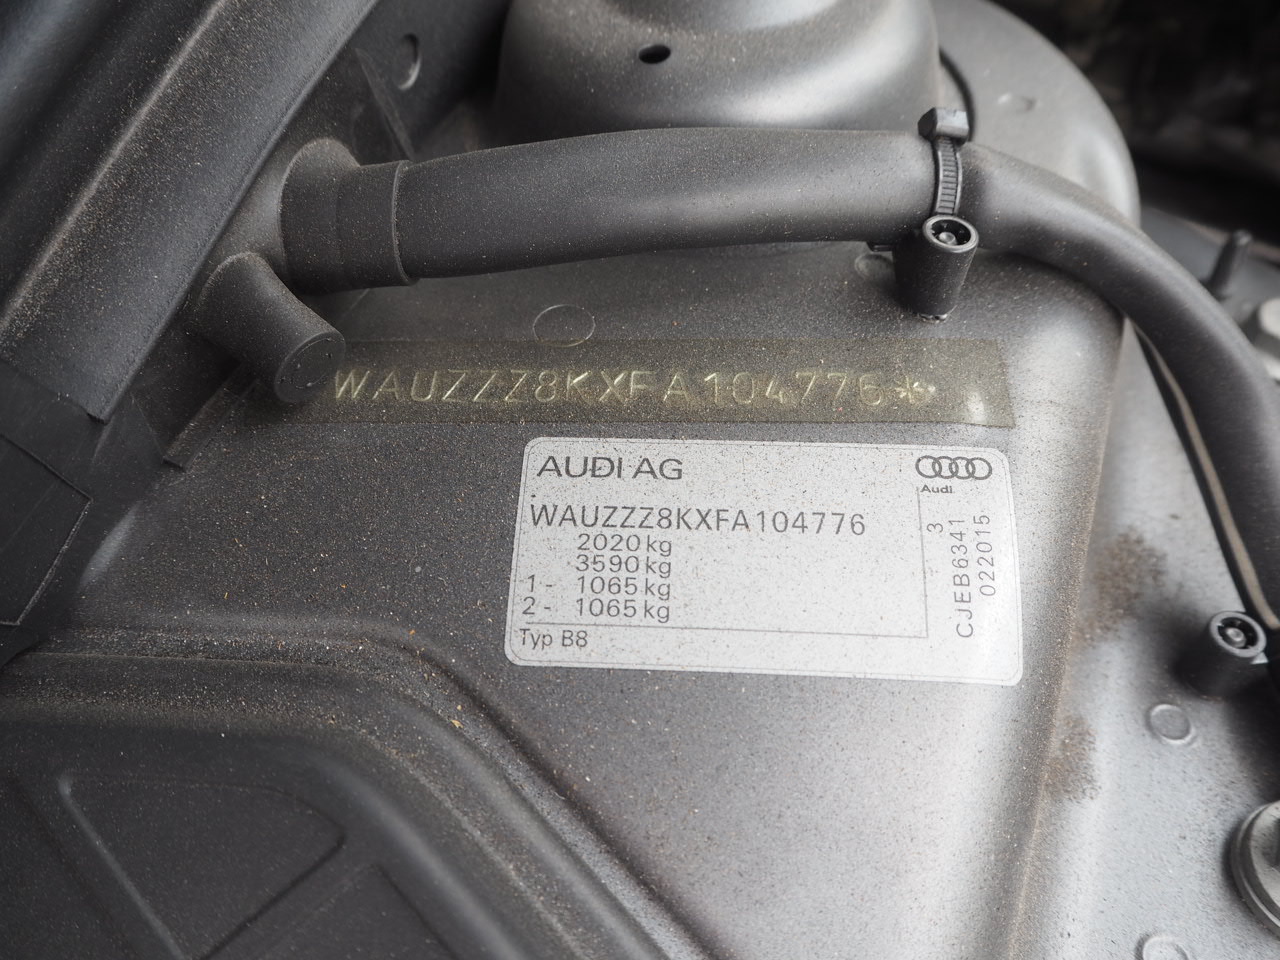 WAUZZZ8KXFA104776*
AUDI AG
Audi
WAUZZZ8KXFA104776
2020 kg
3590 kg
1 - 1065 kg
2 - 1065 kg
Typ B8
3
CJEB6341
022015